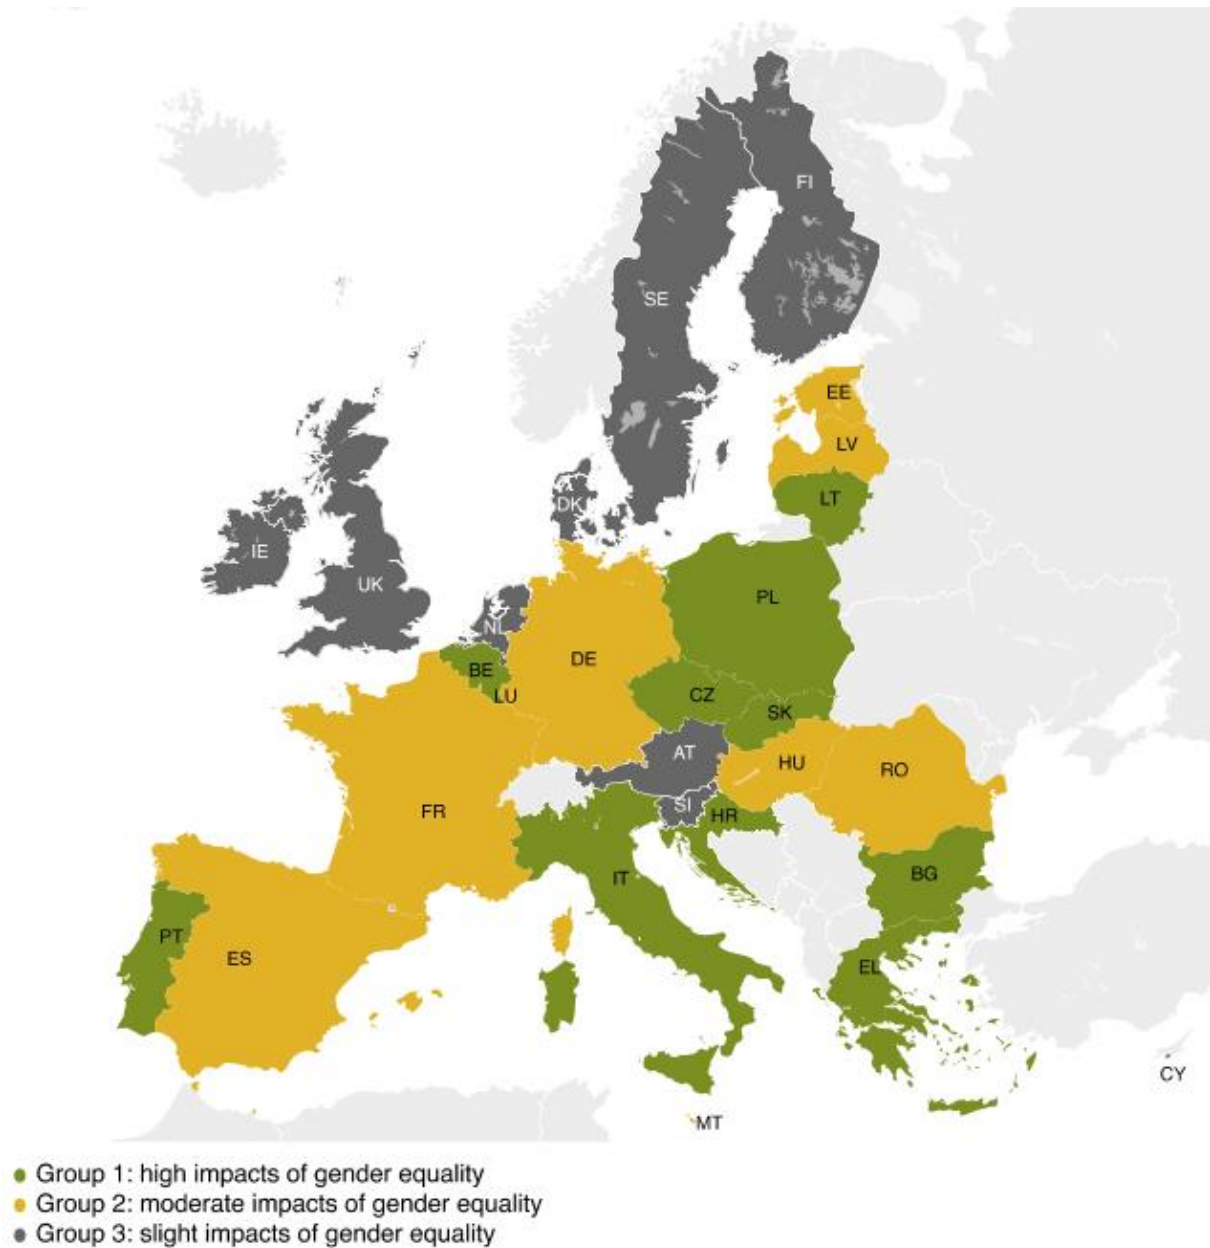 FI
SE
EE
LV
LT
DK
IE
UK
NL
PL
BE
DE
LU
CZ
SK
AT
HU
RO
SI
HR
FR
IT
BG
PT
ES
EL
CY
MT
Group 1: high impacts of gender equality
Group 2: moderate impacts of gender equality
Group 3: slight impacts of gender equality